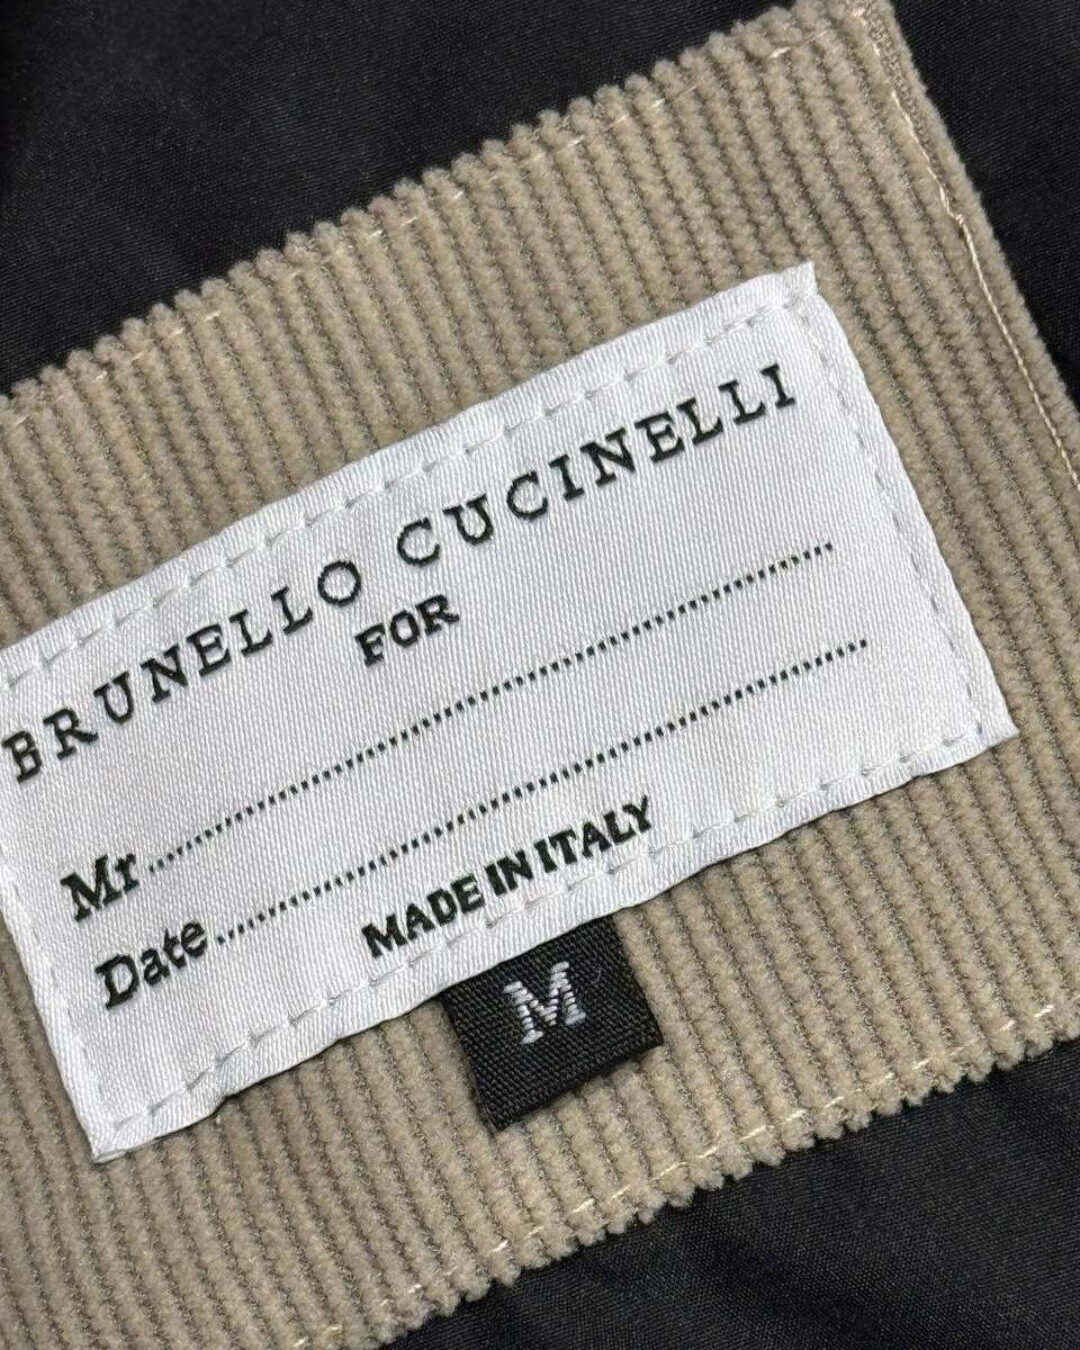 BRUNELLO CUCINELLI
FOR
Mr..............................................................
Date..............................................................
MADE IN ITALY
M